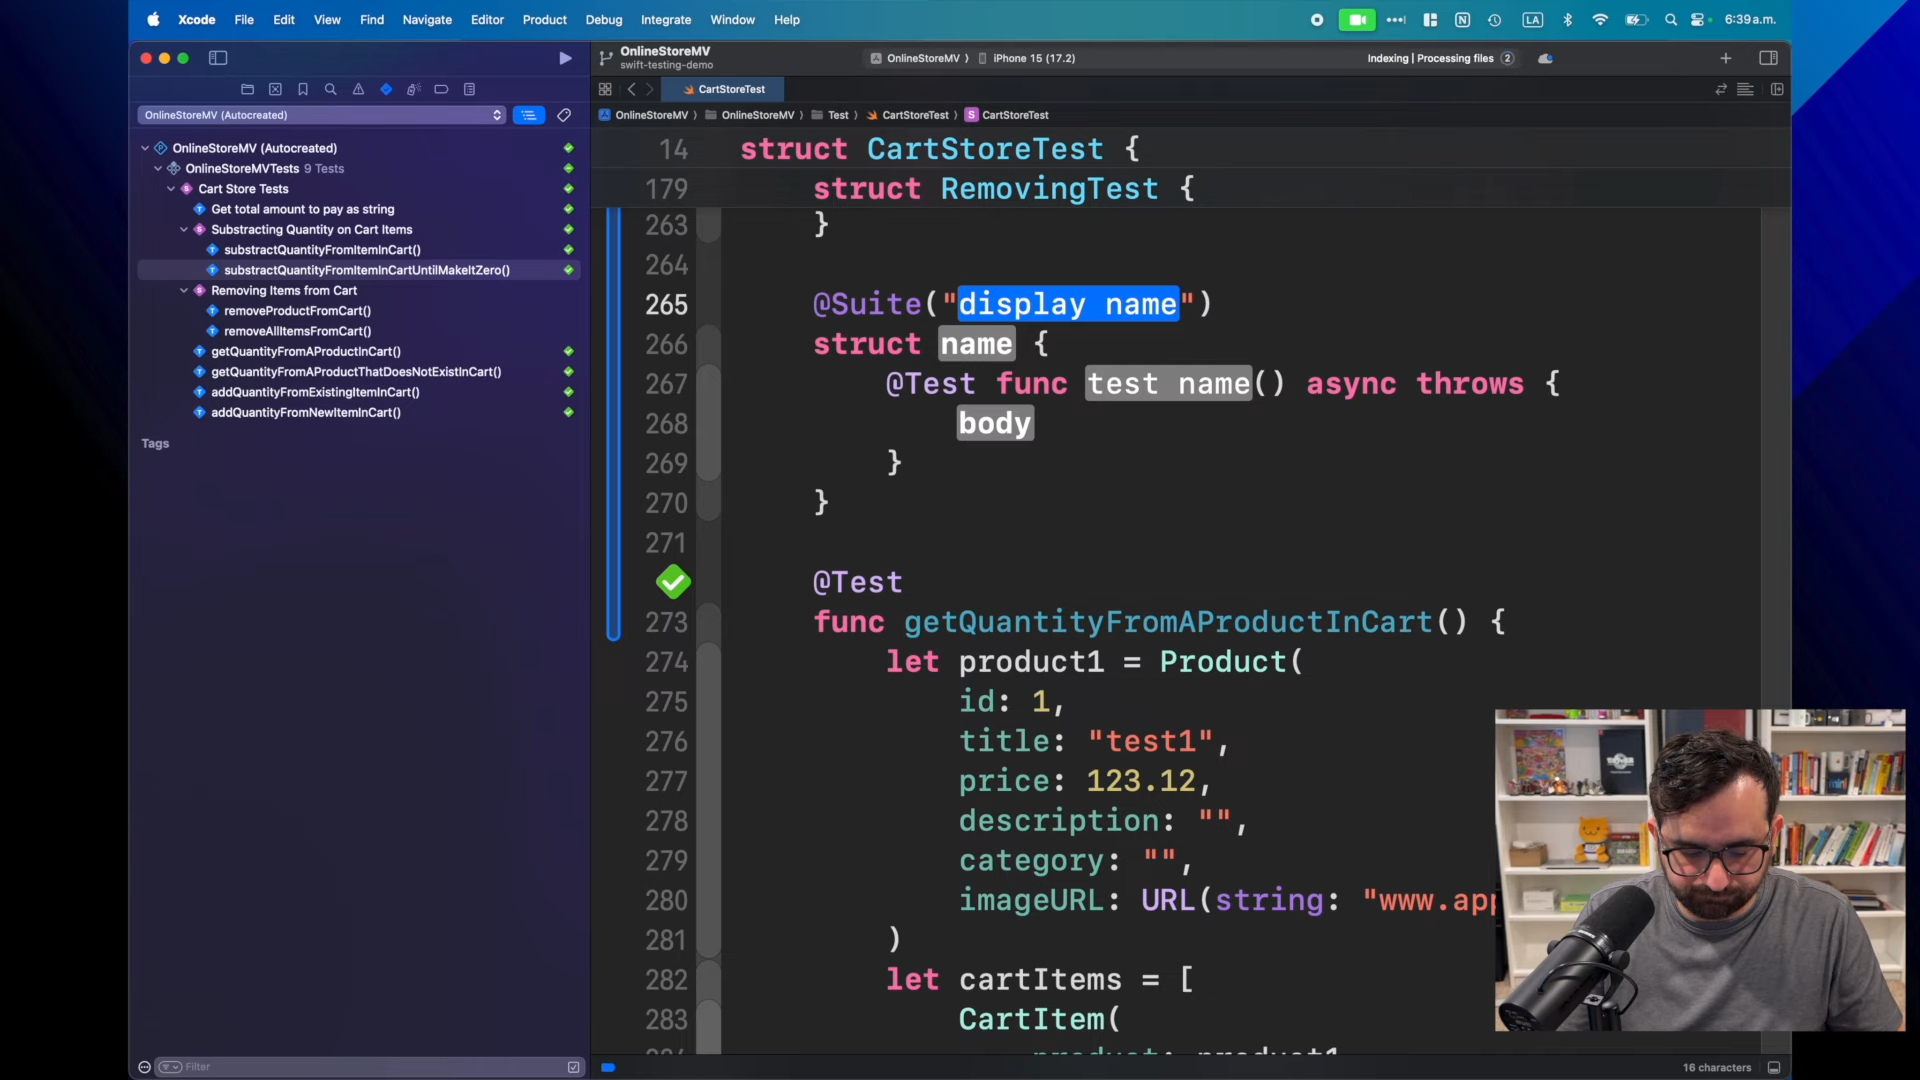 Xcode File Edit View Find Navigate Editor Product Debug Integrate Window Help
LA
6:39 a.m.
OnlineStoreMV
swift-testing-demo
OnlineStoreMV ⟩ iPhone 15 (17.2)
Indexing | Processing files 2
CartStoreTest
OnlineStoreMV (Autocreated)
OnlineStoreMV ⟩ OnlineStoreMV ⟩ Test ⟩ CartStoreTest ⟩ S CartStoreTest
OnlineStoreMV (Autocreated)
OnlineStoreMVTests 9 Tests
Cart Store Tests
Get total amount to pay as string
Substracting Quantity on Cart Items
substractQuantityFromItemInCart()
substractQuantityFromItemInCartUntilMakeItZero()
Removing Items from Cart
removeProductFromCart()
removeAllItemsFromCart()
getQuantityFromAProductInCart()
getQuantityFromAProductThatDoesNotExistInCart()
addQuantityFromExistingItemInCart()
addQuantityFromNewItemInCart()
Tags
Filter
14 struct CartStoreTest {
179 struct RemovingTest {
263 }
264
265 @Suite("display name")
266 struct name {
267 @Test func test name() async throws {
268 body
269 }
270 }
271
@Test
273 func getQuantityFromAProductInCart() {
274 let product1 = Product(
275 id: 1,
276 title: "test1",
277 price: 123.12,
278 description: "",
279 category: "",
280 imageURL: URL(string: "www.app
281 )
282 let cartItems = [
283 CartItem(
16 characters